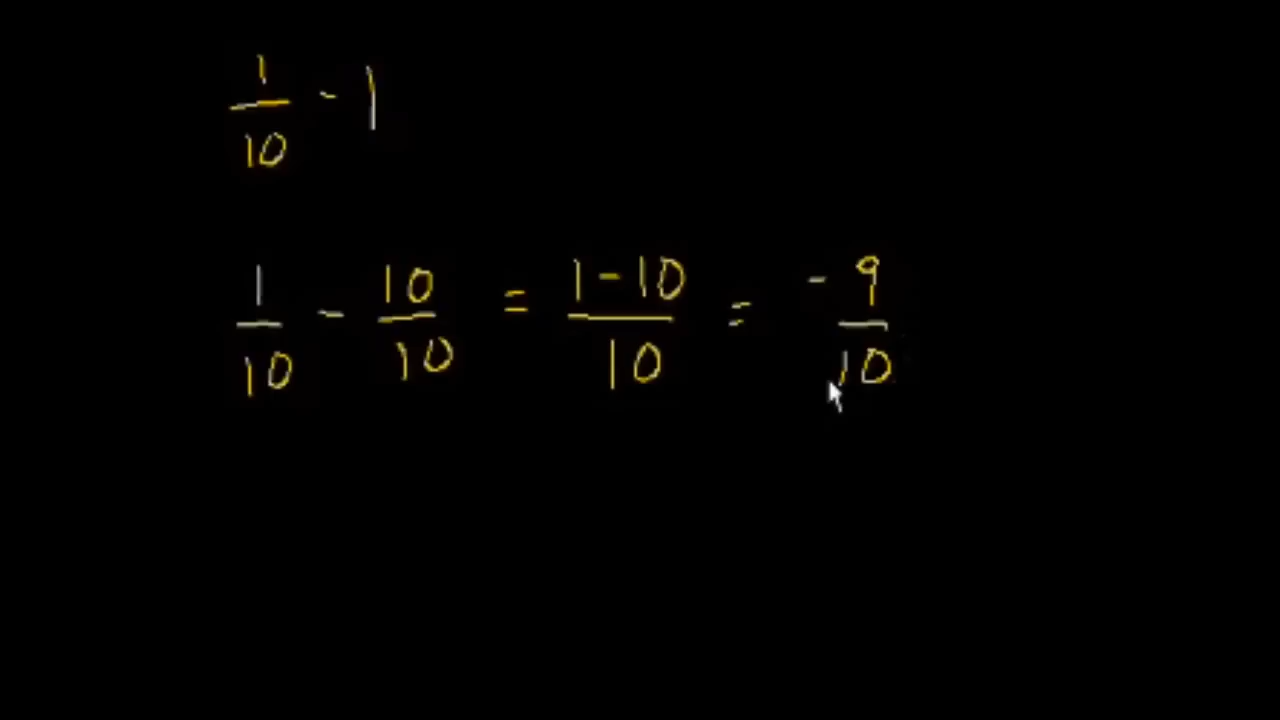 1/10 - 1
1/10 - 10/10 = (1-10)/10 = - 9/10